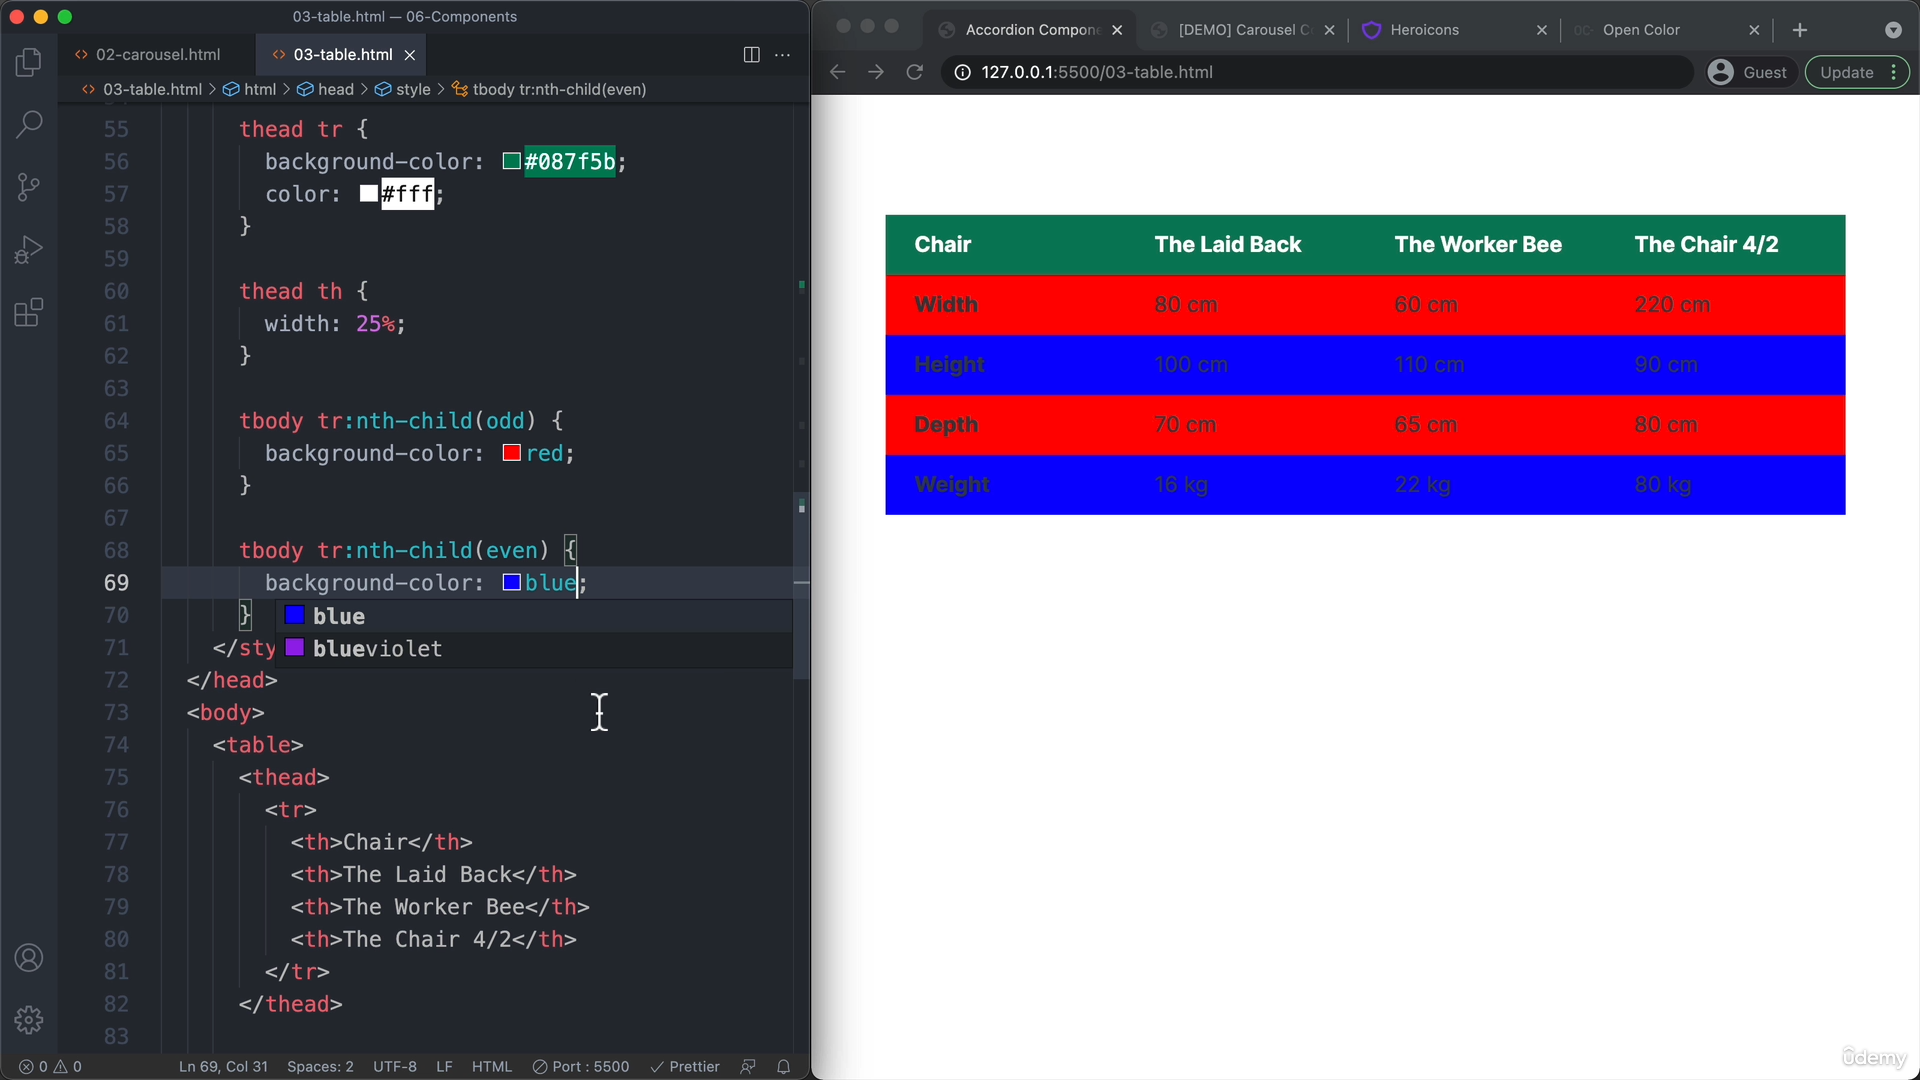 03-table.html — 06-Components
02-carousel.html
03-table.html
03-table.html > html > head > style > tbody tr:nth-child(even)
55 thead tr {
56 background-color: #087f5b;
57 color: #fff;
58 }
59
60 thead th {
61 width: 25%;
62 }
63
64 tbody tr:nth-child(odd) {
65 background-color: red;
66 }
67
68 tbody tr:nth-child(even) {
69 background-color: blue;
70 }
blue
blueviolet
71 </sty
72 </head>
73 <body>
74 <table>
75 <thead>
76 <tr>
77 <th>Chair</th>
78 <th>The Laid Back</th>
79 <th>The Worker Bee</th>
80 <th>The Chair 4/2</th>
81 </tr>
82 </thead>
83
0 0 Ln 69, Col 31 Spaces: 2 UTF-8 LF HTML Port : 5500 Prettier
Accordion Compone
[DEMO] Carousel C
Heroicons
Open Color
127.0.0.1:5500/03-table.html
Guest
Update
Chair The Laid Back The Worker Bee The Chair 4/2
Width 80 cm 60 cm 220 cm
Height 100 cm 110 cm 90 cm
Depth 70 cm 65 cm 80 cm
Weight 16 kg 22 kg 80 kg
ûdemy